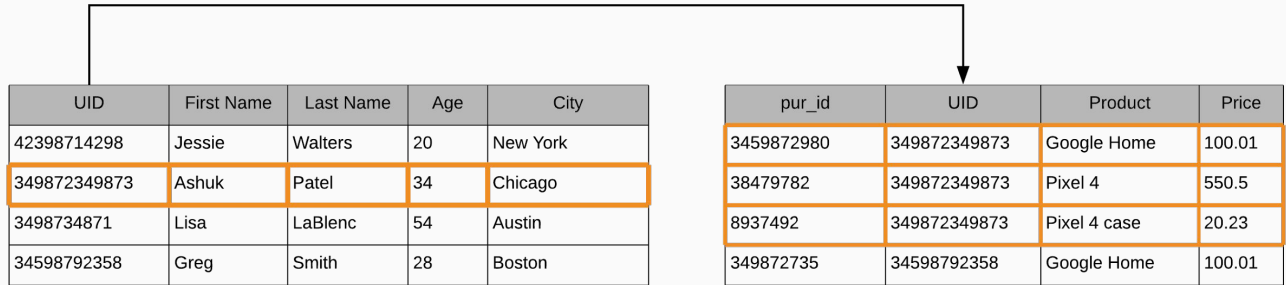 UID First Name Last Name Age City
42398714298 Jessie Walters 20 New York
349872349873 Ashuk Patel 34 Chicago
3498734871 Lisa LaBlenc 54 Austin
34598792358 Greg Smith 28 Boston
pur_id UID Product Price
3459872980 349872349873 Google Home 100.01
38479782 349872349873 Pixel 4 550.5
8937492 349872349873 Pixel 4 case 20.23
349872735 34598792358 Google Home 100.01